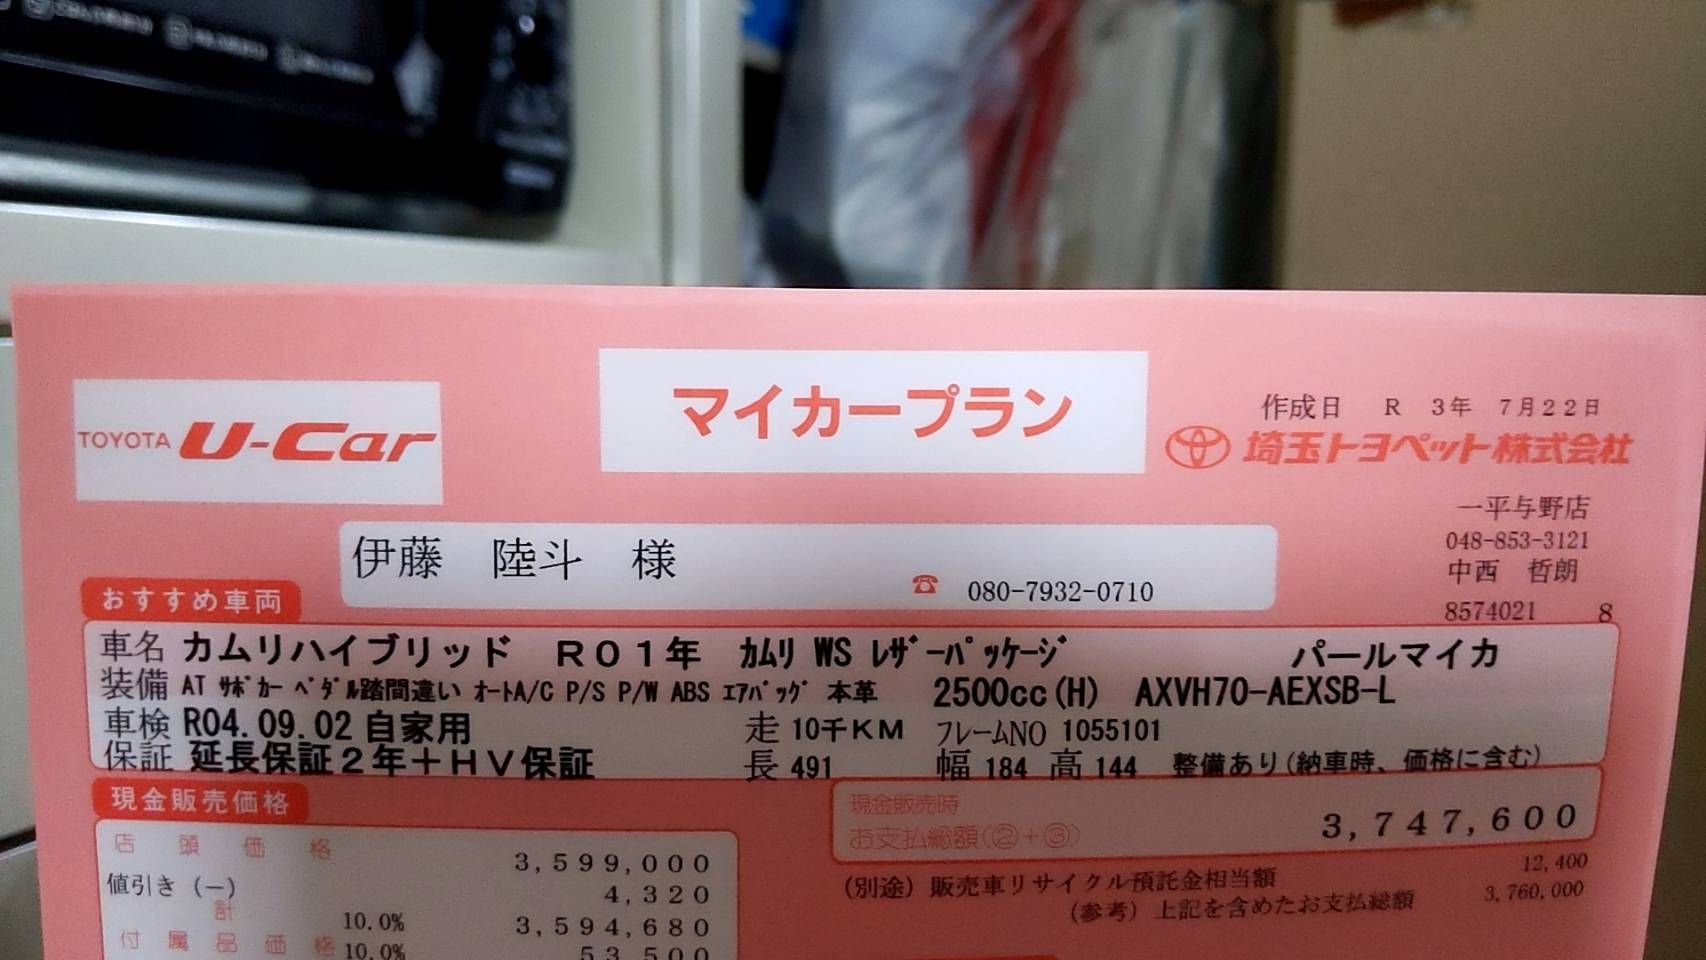 TOYOTA U-Car
マイカープラン
作成日 R 3年 7月22日
埼玉トヨペット株式会社
一平与野店
048-853-3121
中西 哲朗
8574021 8
伊藤 陸斗 様
☎ 080-7932-0710
おすすめ車両
車名 カムリハイブリッド R01年 ｶﾑﾘ WS ﾚｻﾞｰﾊﾟｯｹｰｼﾞ パールマイカ
装備 AT ｻﾎﾟｶｰ ﾍﾟﾀﾞﾙ踏間違い ｵｰﾄA/C P/S P/W ABS ｴｱﾊﾞｯｸﾞ 本革 2500cc(H) AXVH70-AEXSB-L
車検 R04.09.02自家用 走 10千KM ﾌﾚｰﾑNO 1055101
保証 延長保証2年+HV保証 長 491 幅 184 高 144 整備あり(納車時、価格に含む)
現金販売価格
店頭価格 3,599,000
値引き (-) 4,320
計 10.0% 3,594,680
付属品価格 10.0% 53,500
現金販売時
お支払総額(②+③) 3,747,600
(別途) 販売車リサイクル預託金相当額 12,400
(参考) 上記を含めたお支払総額 3,760,000